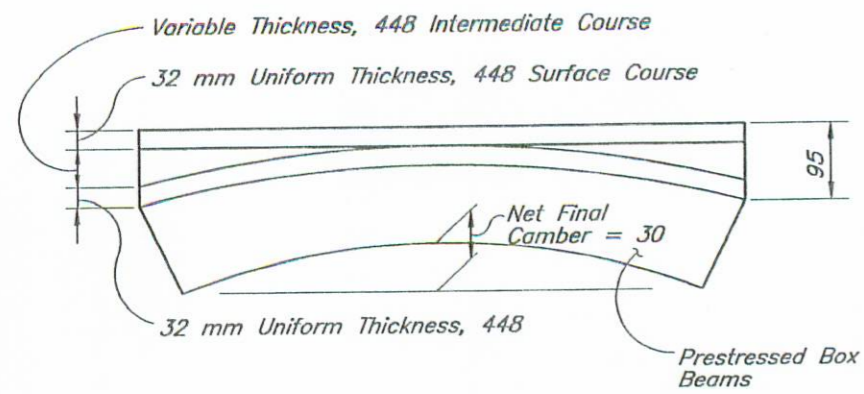 Variable Thickness, 448 Intermediate Course
32 mm Uniform Thickness, 448 Surface Course
95
Net Final
Camber = 30
32 mm Uniform Thickness, 448
Prestressed Box
Beams